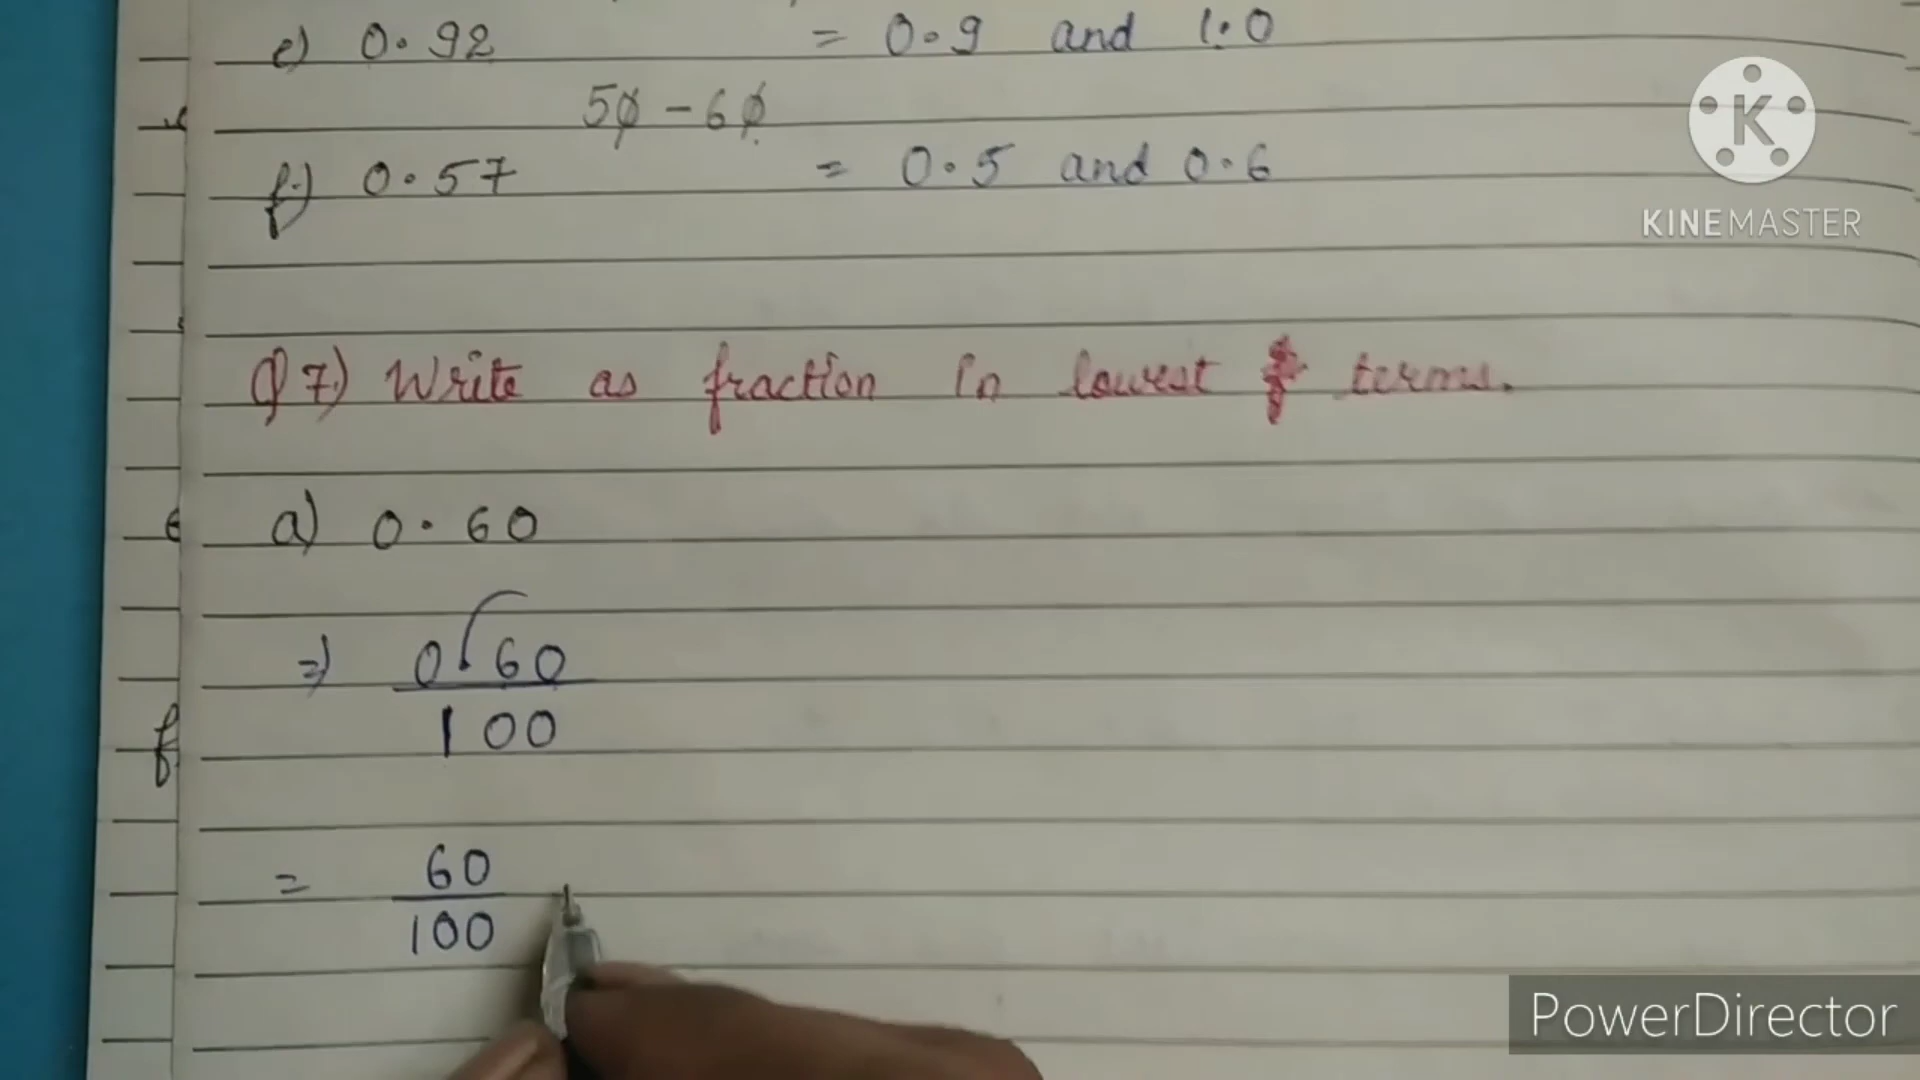 e) 0.92 = 0.9 and 1.0
50 - 60
f) 0.57 = 0.5 and 0.6
K
KINEMASTER
Q7) Write as fraction in lowest terms.
a) 0.60
=) 0.60
100
= 60
100
f
PowerDirector